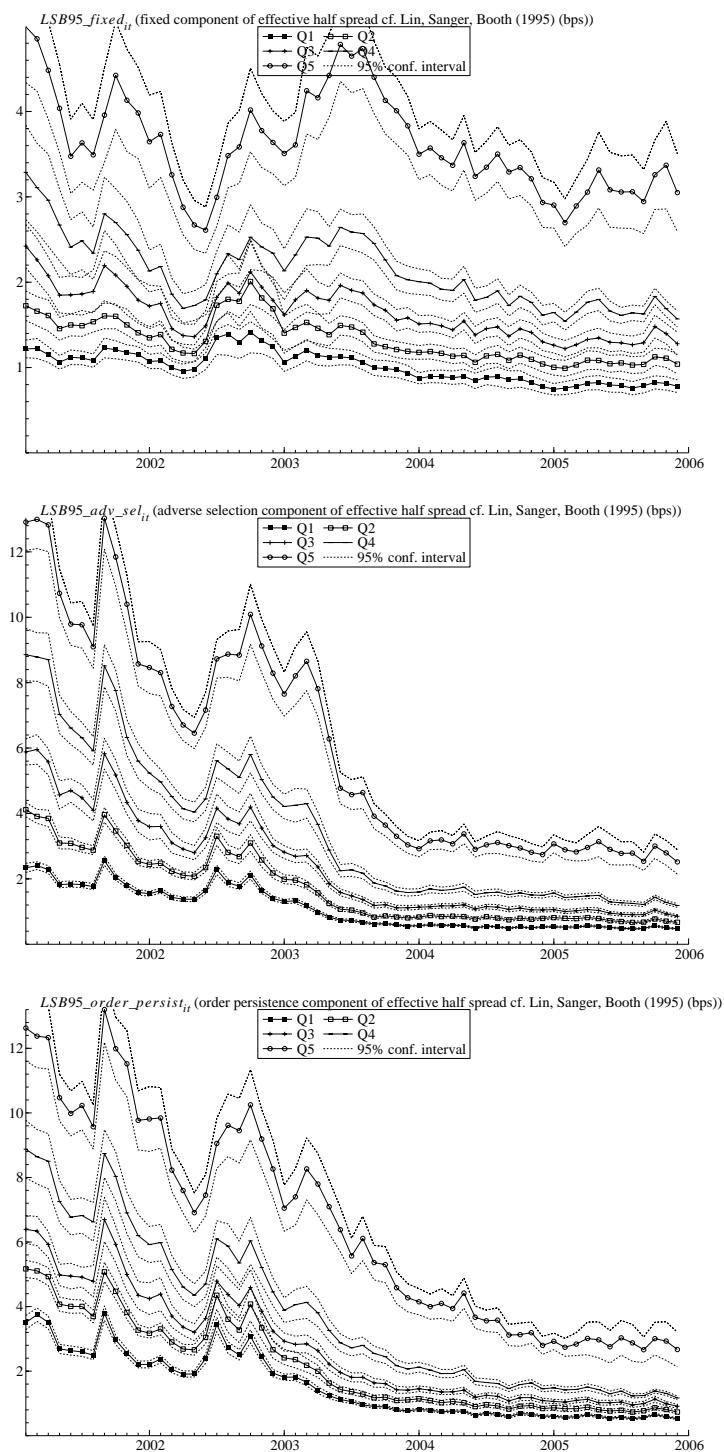 LSB95_fixed_it (fixed component of effective half spread cf. Lin, Sanger, Booth (1995) (bps))
Q1 Q2
Q3 Q4
Q5 95% conf. interval
4
3
2
1
2002 2003 2004 2005 2006
LSB95_adv_sel_it (adverse selection component of effective half spread cf. Lin, Sanger, Booth (1995) (bps))
Q1 Q2
Q3 Q4
Q5 95% conf. interval
12
10
8
6
4
2
2002 2003 2004 2005 2006
LSB95_order_persist_it (order persistence component of effective half spread cf. Lin, Sanger, Booth (1995) (bps))
Q1 Q2
Q3 Q4
Q5 95% conf. interval
12
10
8
6
4
2
2002 2003 2004 2005 2006